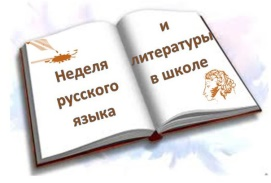 Неделя
русского
языка
и
литературы
в школе